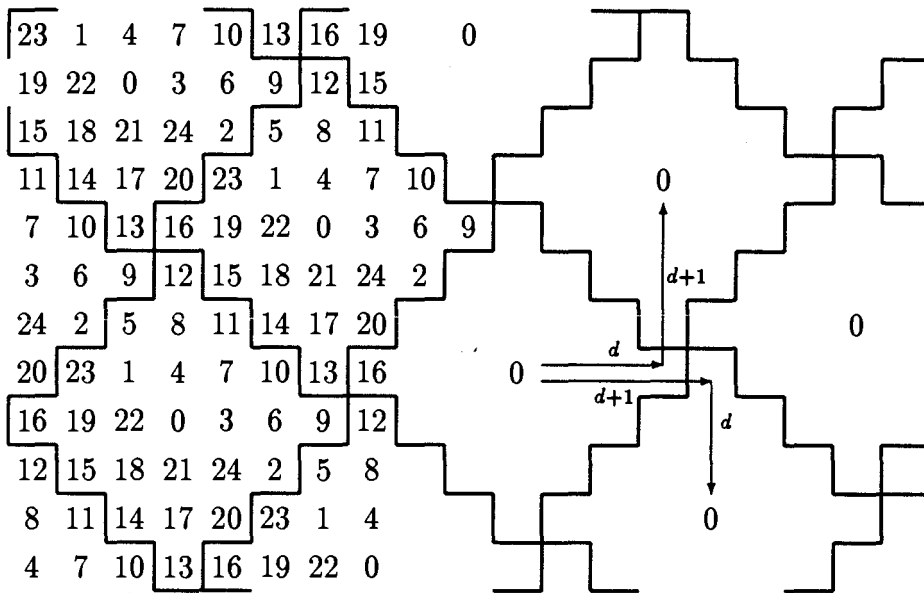 23 1 4 7 10 13 16 19 0
19 22 0 3 6 9 12 15
15 18 21 24 2 5 8 11
11 14 17 20 23 1 4 7 10 0
7 10 13 16 19 22 0 3 6 9
3 6 9 12 15 18 21 24 2 d+1
24 2 5 8 11 14 17 20 0
d
20 23 1 4 7 10 13 16 0
d+1
16 19 22 0 3 6 9 12 d
12 15 18 21 24 2 5 8
8 11 14 17 20 23 1 4 0
4 7 10 13 16 19 22 0